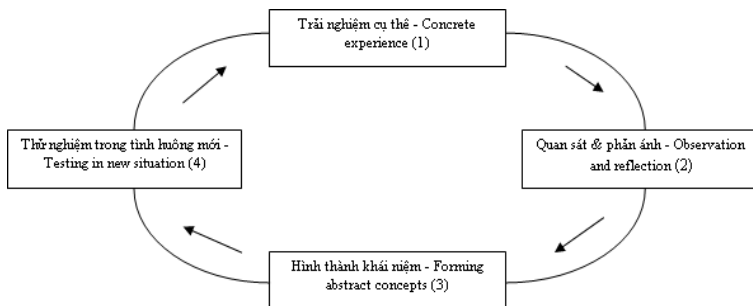 Trải nghiệm cụ thể - Concrete
experience (1)
Thử nghiệm trong tình huông mới -
Testing in new situation (4)
Quan sát & phản ánh - Observation
and reflection (2)
Hình thành khái niệm - Forming
abstract concepts (3)